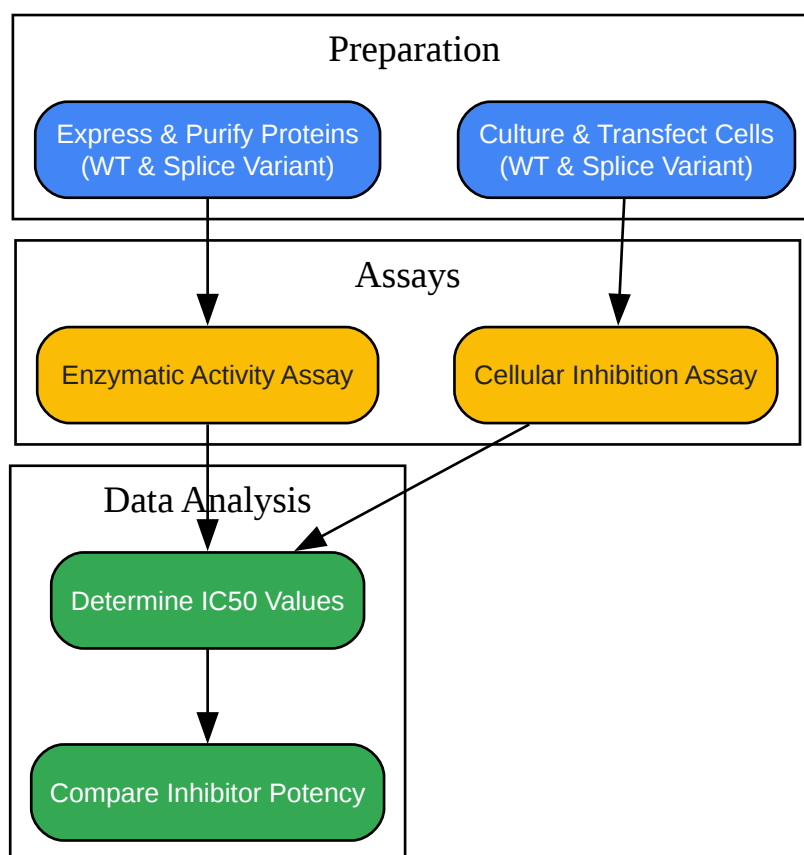 Preparation
Express & Purify Proteins
(WT & Splice Variant)
Culture & Transfect Cells
(WT & Splice Variant)
Assays
Enzymatic Activity Assay
Cellular Inhibition Assay
Data Analysis
Determine IC50 Values
Compare Inhibitor Potency